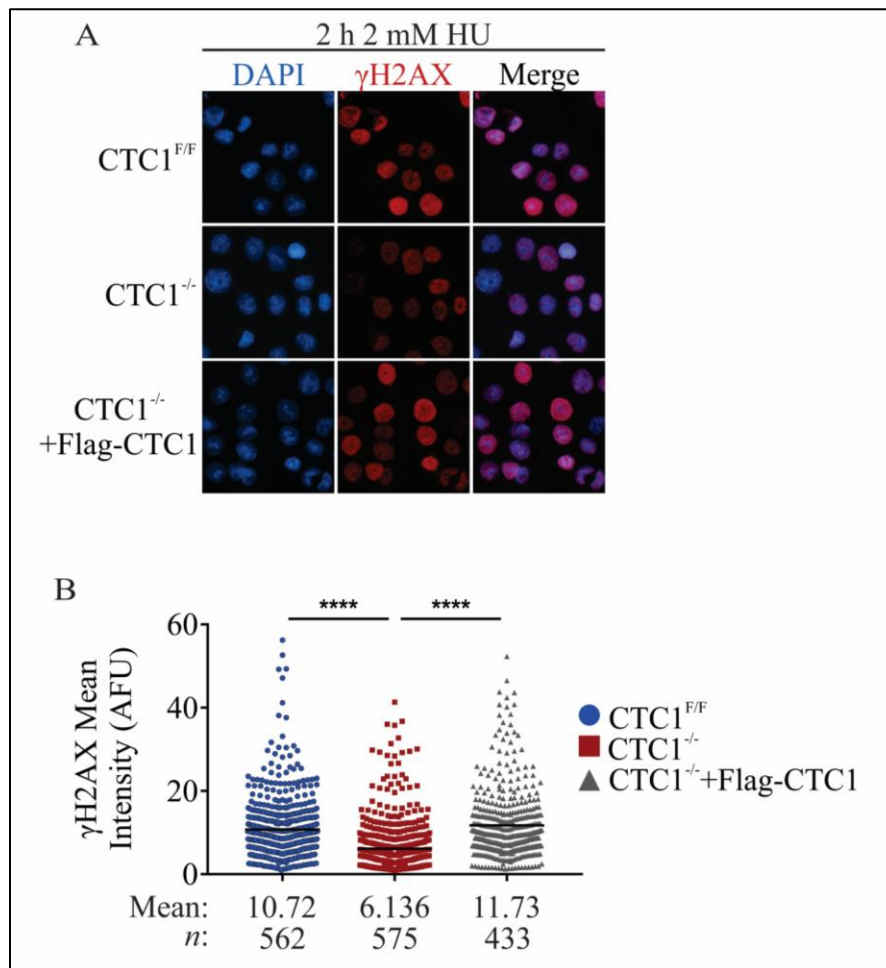 A
2 h 2 mM HU
DAPI γH2AX Merge
CTC1F/F
CTC1-/-
CTC1-/-
+Flag-CTC1
B
**** ****
γH2AX Mean
Intensity (AFU)
60
40
20
0
CTC1F/F
CTC1-/-
CTC1-/-+Flag-CTC1
Mean: 10.72 6.136 11.73
n: 562 575 433